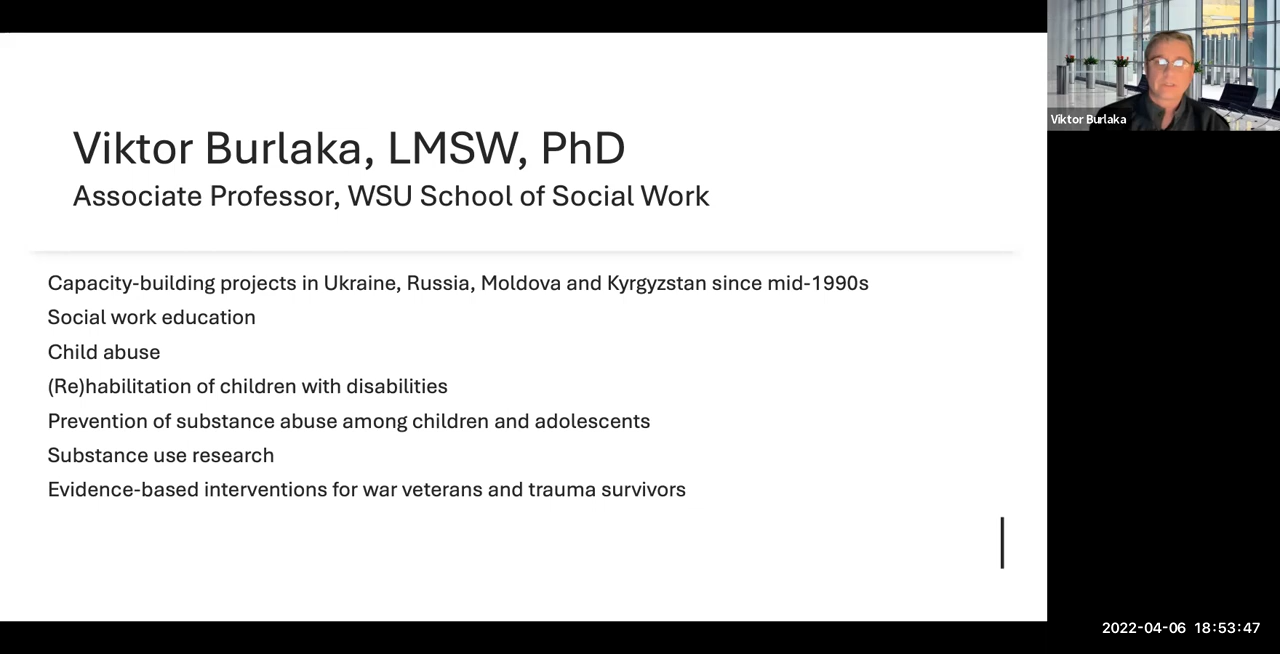 Viktor Burlaka, LMSW, PhD
Associate Professor, WSU School of Social Work
Capacity-building projects in Ukraine, Russia, Moldova and Kyrgyzstan since mid-1990s
Social work education
Child abuse
(Re)habilitation of children with disabilities
Prevention of substance abuse among children and adolescents
Substance use research
Evidence-based interventions for war veterans and trauma survivors
Viktor Burlaka
2022-04-06 18:53:47